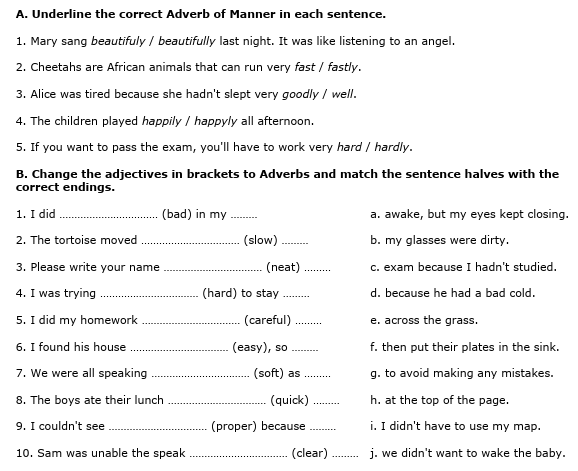 A. Underline the correct Adverb of Manner in each sentence.
1. Mary sang beautifuly / beautifully last night. It was like listening to an angel.
2. Cheetahs are African animals that can run very fast / fastly.
3. Alice was tired because she hadn't slept very goodly / well.
4. The children played happily / happyly all afternoon.
5. If you want to pass the exam, you'll have to work very hard / hardly.
B. Change the adjectives in brackets to Adverbs and match the sentence halves with the
correct endings.
1. I did ................................. (bad) in my ......... a. awake, but my eyes kept closing.
2. The tortoise moved ................................. (slow) ......... b. my glasses were dirty.
3. Please write your name ................................. (neat) ......... c. exam because I hadn't studied.
4. I was trying ................................. (hard) to stay ......... d. because he had a bad cold.
5. I did my homework ................................. (careful) ......... e. across the grass.
6. I found his house ................................. (easy), so ......... f. then put their plates in the sink.
7. We were all speaking ................................. (soft) as ......... g. to avoid making any mistakes.
8. The boys ate their lunch ................................. (quick) ......... h. at the top of the page.
9. I couldn't see ................................. (proper) because ......... i. I didn't have to use my map.
10. Sam was unable the speak ................................. (clear) ......... j. we didn't want to wake the baby.